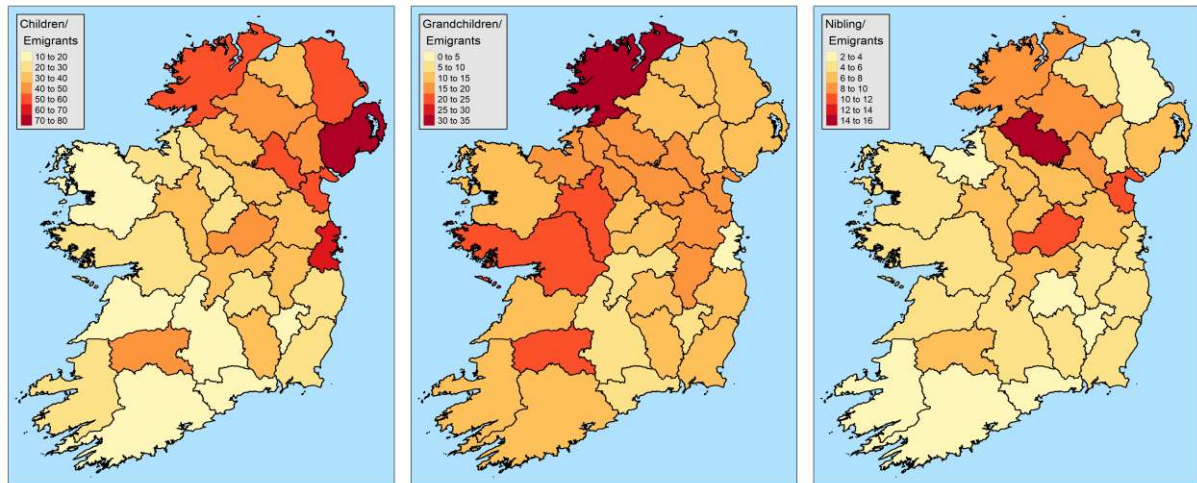 Children/
Emigrants
10 to 20
20 to 30
30 to 40
40 to 50
50 to 60
60 to 70
70 to 80
Grandchildren/
Emigrants
0 to 5
5 to 10
10 to 15
15 to 20
20 to 25
25 to 30
30 to 35
Nibling/
Emigrants
2 to 4
4 to 6
6 to 8
8 to 10
10 to 12
12 to 14
14 to 16